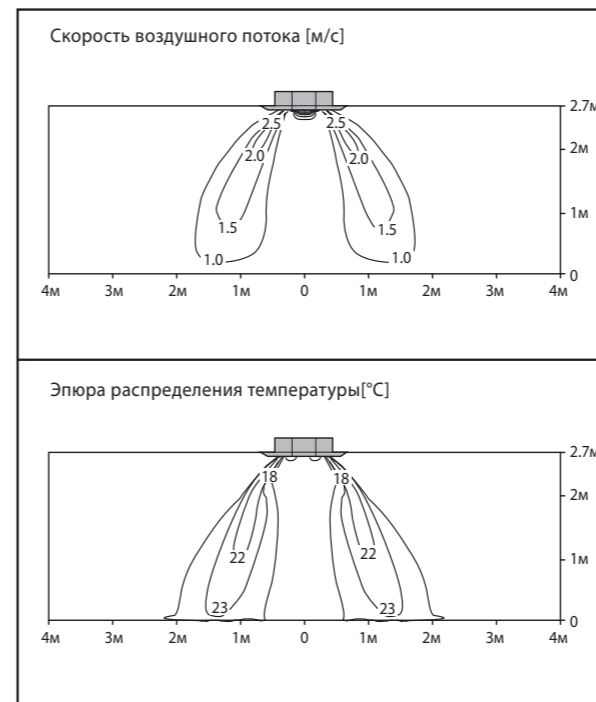 Скорость воздушного потока [м/с]
2.7м
2.5 2.5
2м
2.0 2.0
1м
1.5 1.5
1.0 1.0
0
4м 3м 2м 1м 0 1м 2м 3м 4м
Эпюра распределения температуры[°C]
2.7м
18 18
2м
22 22
1м
23 23
0
4м 3м 2м 1м 0 1м 2м 3м 4м